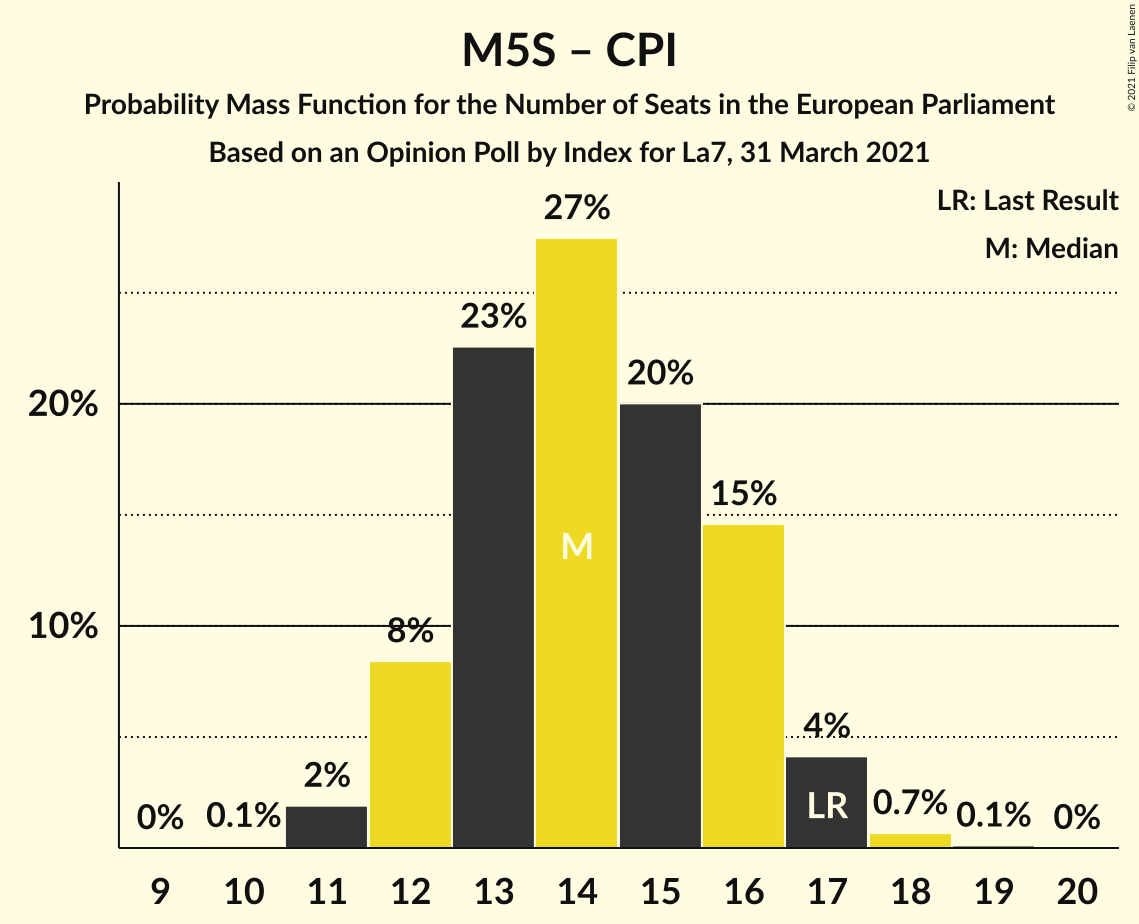 M5S – CPI
Probability Mass Function for the Number of Seats in the European Parliament
Based on an Opinion Poll by Index for La7, 31 March 2021
© 2021 Filip van Laenen
LR: Last Result
M: Median
20%
10%
0%
0.1%
2%
8%
23%
27%
20%
15%
4%
0.7%
0.1%
0%
M
LR
9 10 11 12 13 14 15 16 17 18 19 20